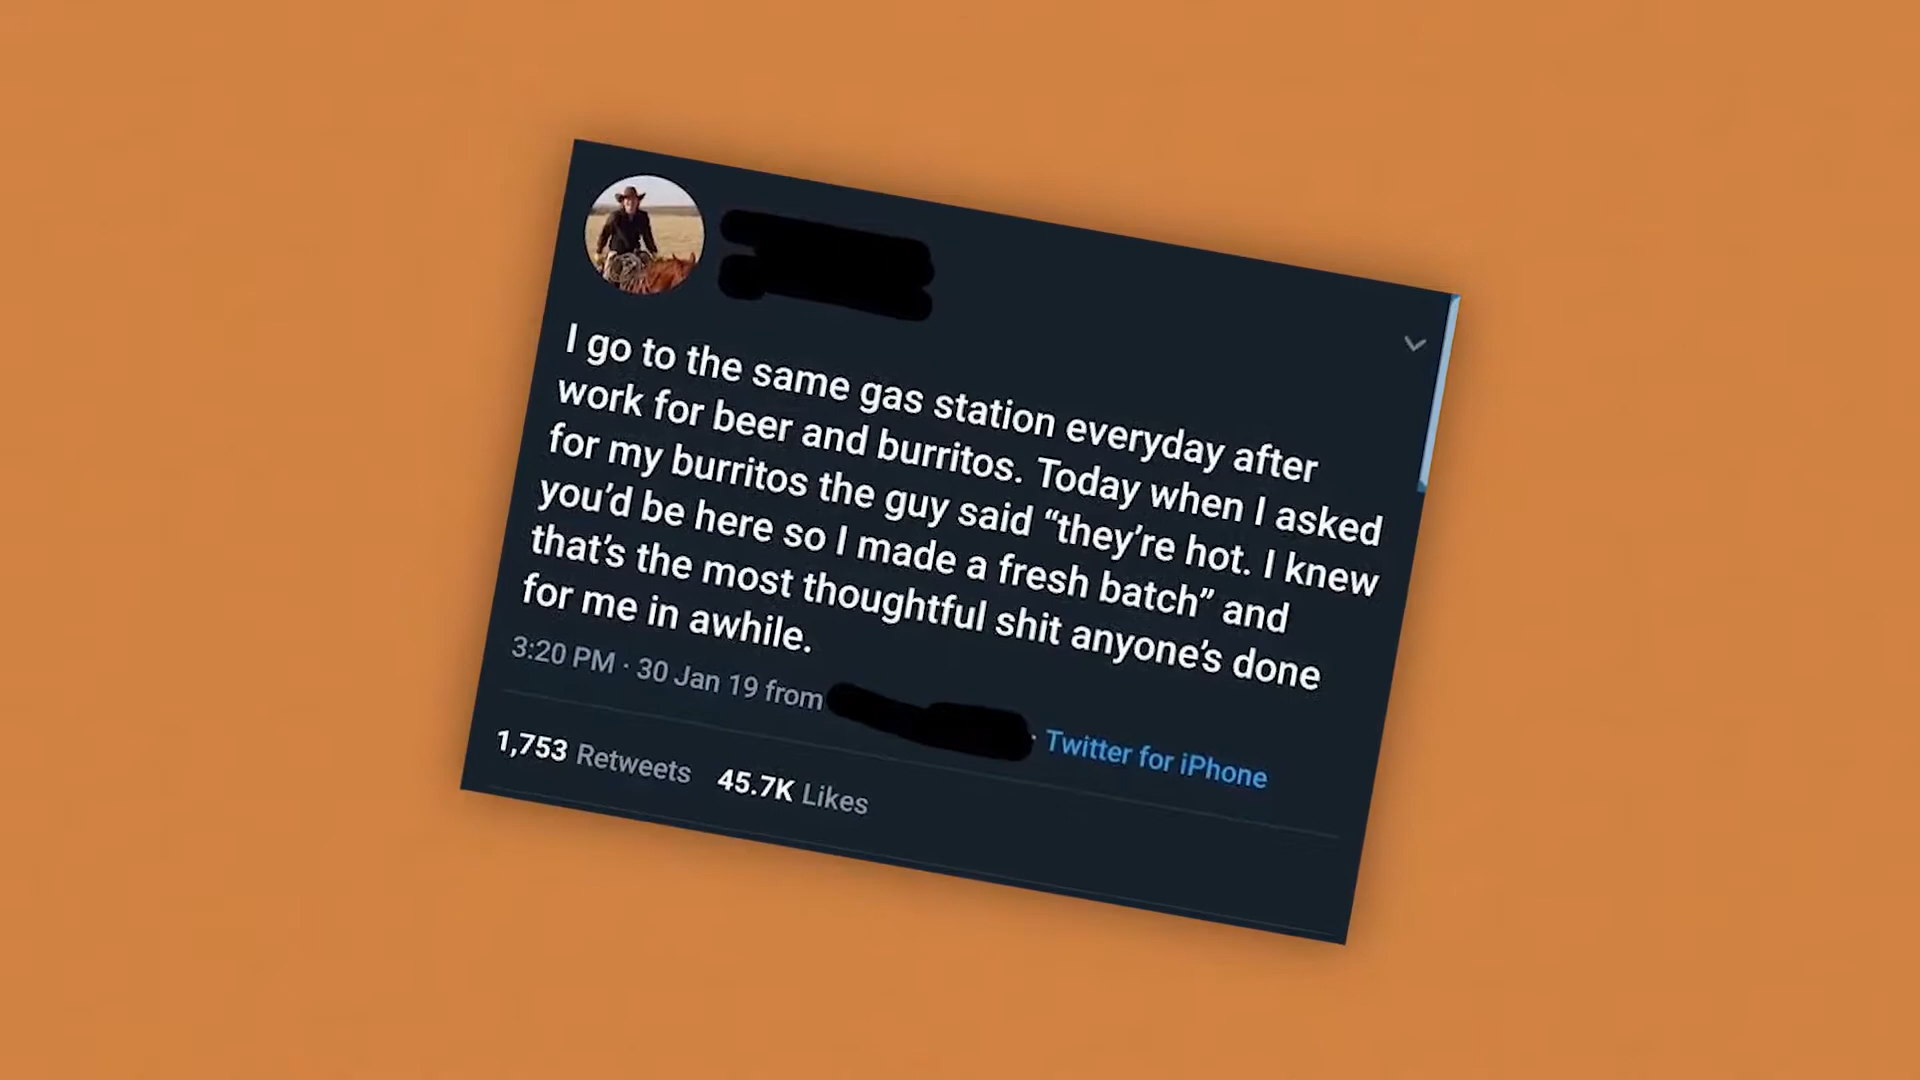 I go to the same gas station everyday after
work for beer and burritos. Today when I asked
for my burritos the guy said “they’re hot. I knew
you’d be here so I made a fresh batch” and
that’s the most thoughtful shit anyone’s done
for me in awhile.
3:20 PM · 30 Jan 19 from · Twitter for iPhone
1,753 Retweets 45.7K Likes